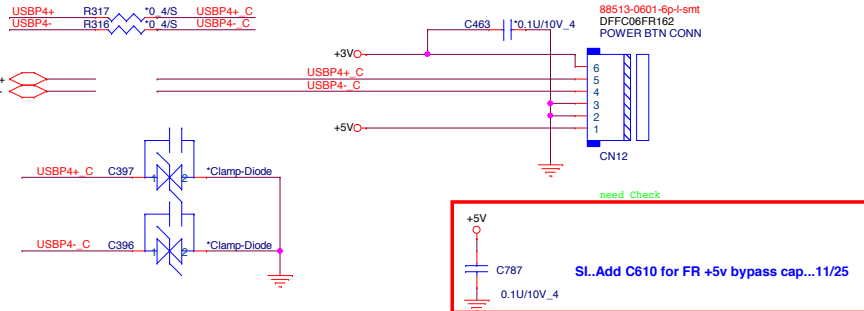 USBP4+ R317 *0_4/S USBP4+_C
USBP4- R316 *0_4/S USBP4-_C
C463 *0.1U/10V_4
88513-0601-6p-l-smt
DFFC06FR162
POWER BTN CONN
+3V
+
USBP4+_C
-
USBP4-_C
+5V
6
5
4
3
2
1
CN12
USBP4+_C C397 1 2 *Clamp-Diode
USBP4-_C C396 1 2 *Clamp-Diode
need Check
+5V
C787
0.1U/10V_4
SI..Add C610 for FR +5v bypass cap...11/25